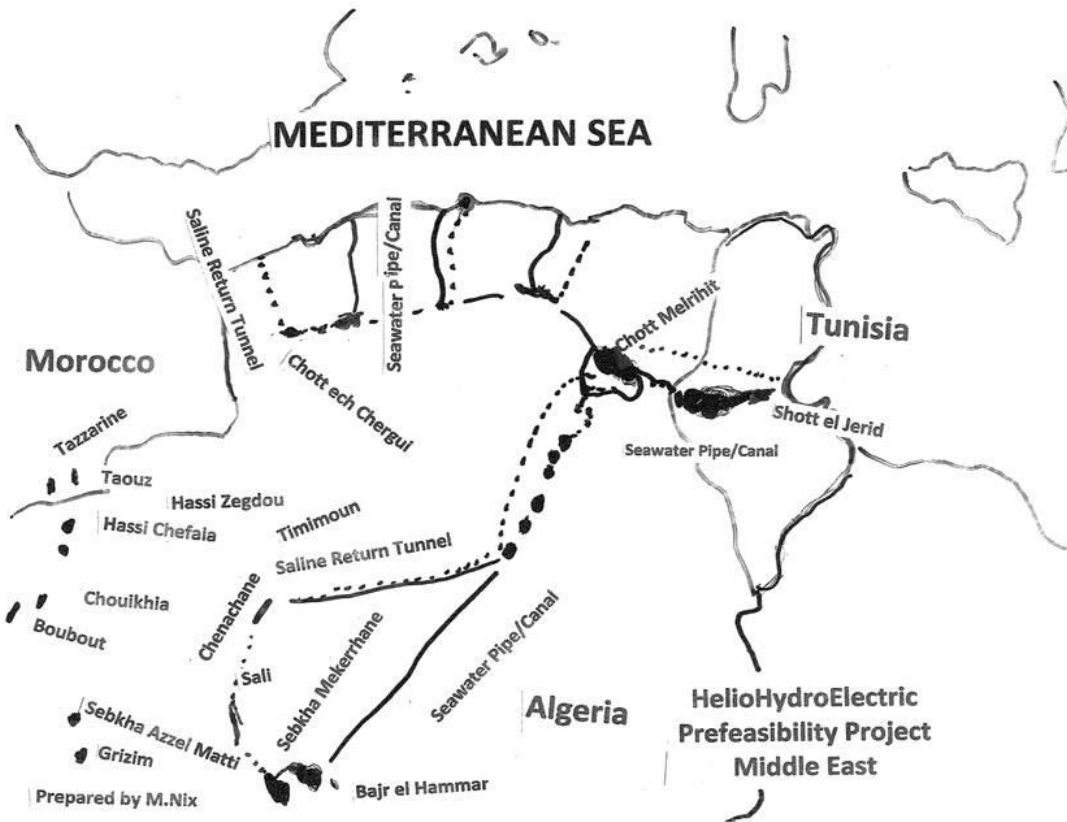 MEDITERRANEAN SEA
Saline Return Tunnel
Seawater Pipe/Canal
Chott Melrihit
Tunisia
Morocco
Chott ech Chergui
Shott el Jerid
Seawater Pipe/Canal
Tazzarine
Taouz
Hassi Zegdou
Hassi Chefaia
Timimoun
Saline Return Tunnel
Chouikhia
Boubout
Chenachane
Sali
Sebkha Mekerrhane
Seawater Pipe/Canal
Algeria
HelioHydroElectric
Prefeasibility Project
Middle East
Sebkha Azzel Matti
Grizim
Bajr el Hammar
Prepared by M.Nix